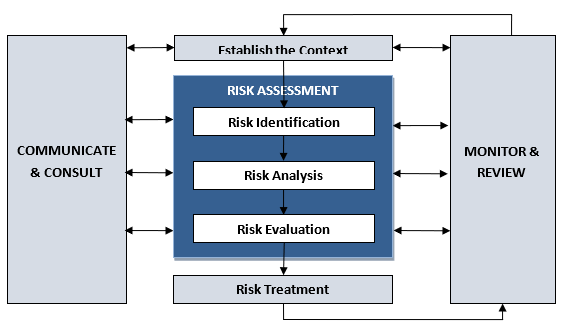 Establish the Context
RISK ASSESSMENT
Risk Identification
COMMUNICATE
& CONSULT
Risk Analysis
MONITOR &
REVIEW
Risk Evaluation
Risk Treatment